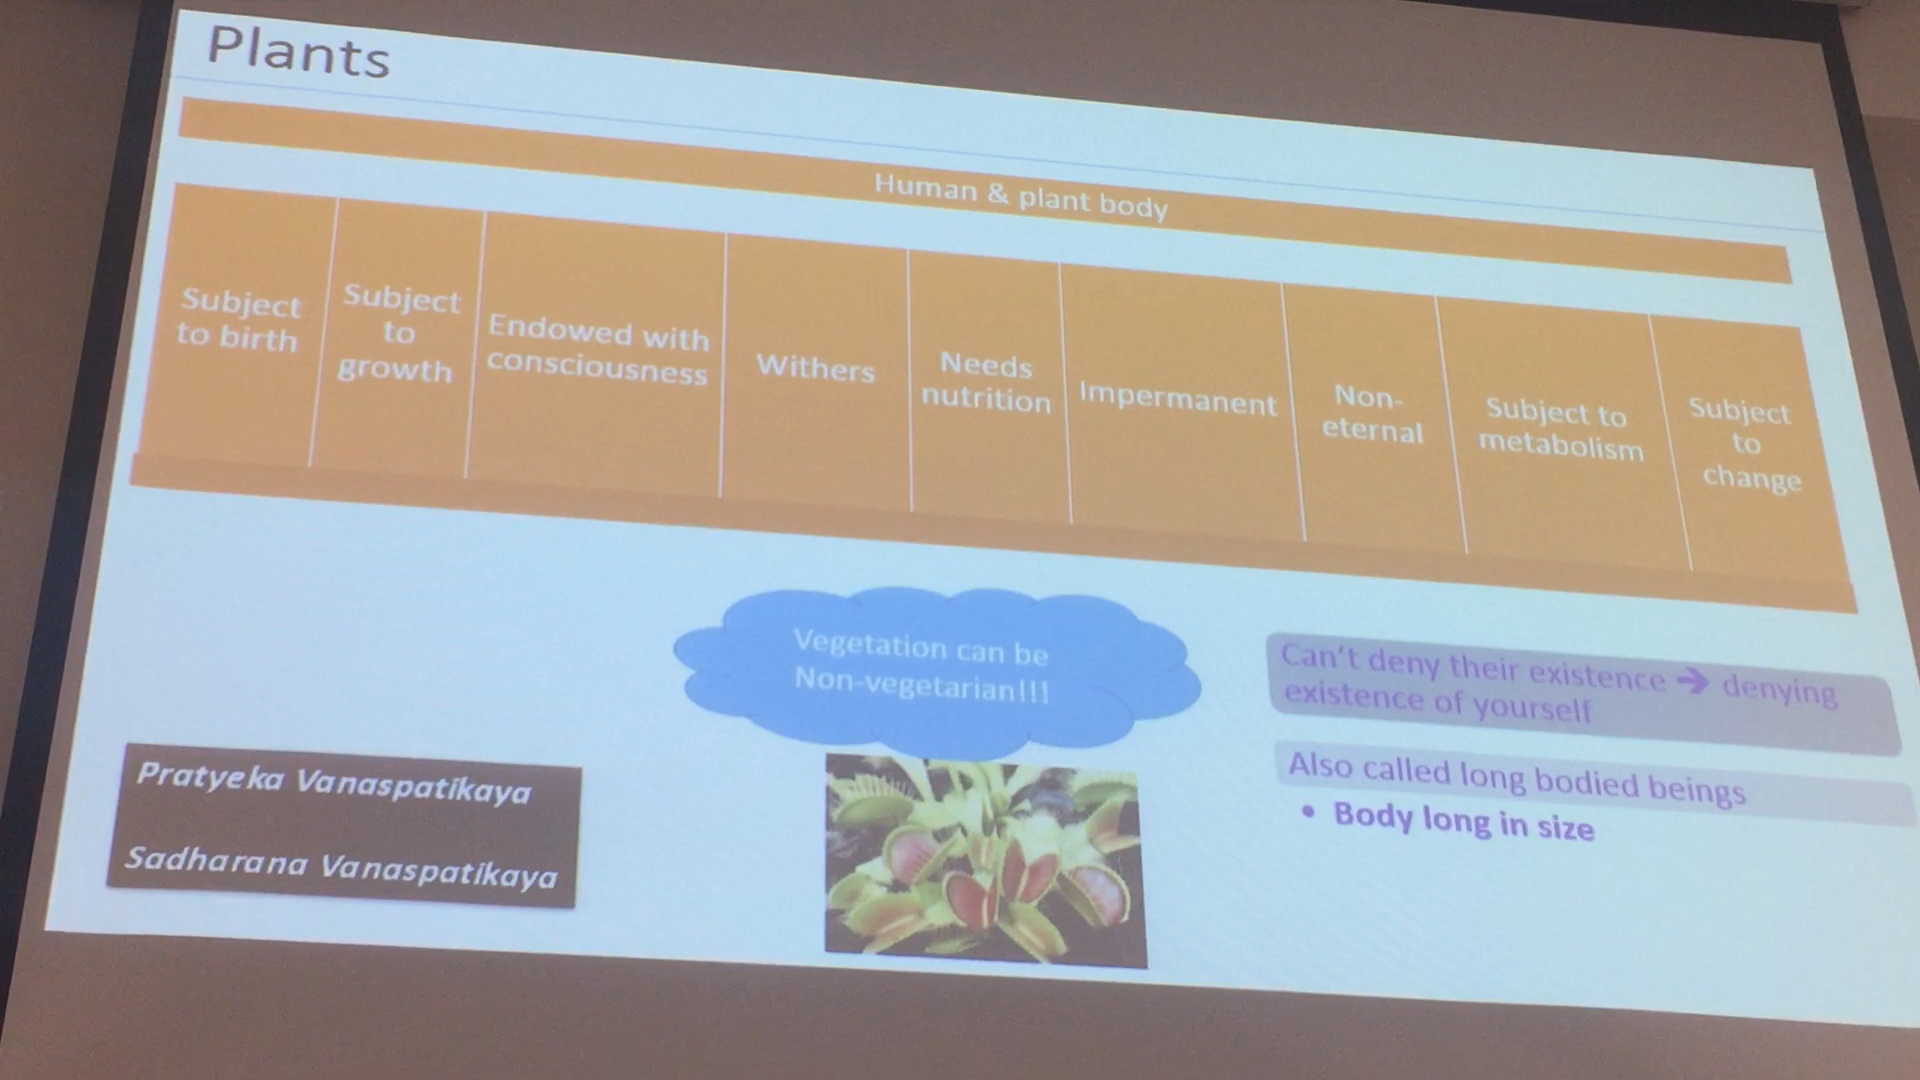 Plants
Human & plant body
Subject
to birth
Subject
to
growth
Endowed with
consciousness
Withers
Needs
nutrition
Impermanent
Non-
eternal
Subject to
metabolism
Subject
to
change
Vegetation can be
Non-vegetarian!!!
Can't deny their existence → denying
existence of yourself
Also called long bodied beings
• Body long in size
Pratyeka Vanaspatikaya
Sadharana Vanaspatikaya